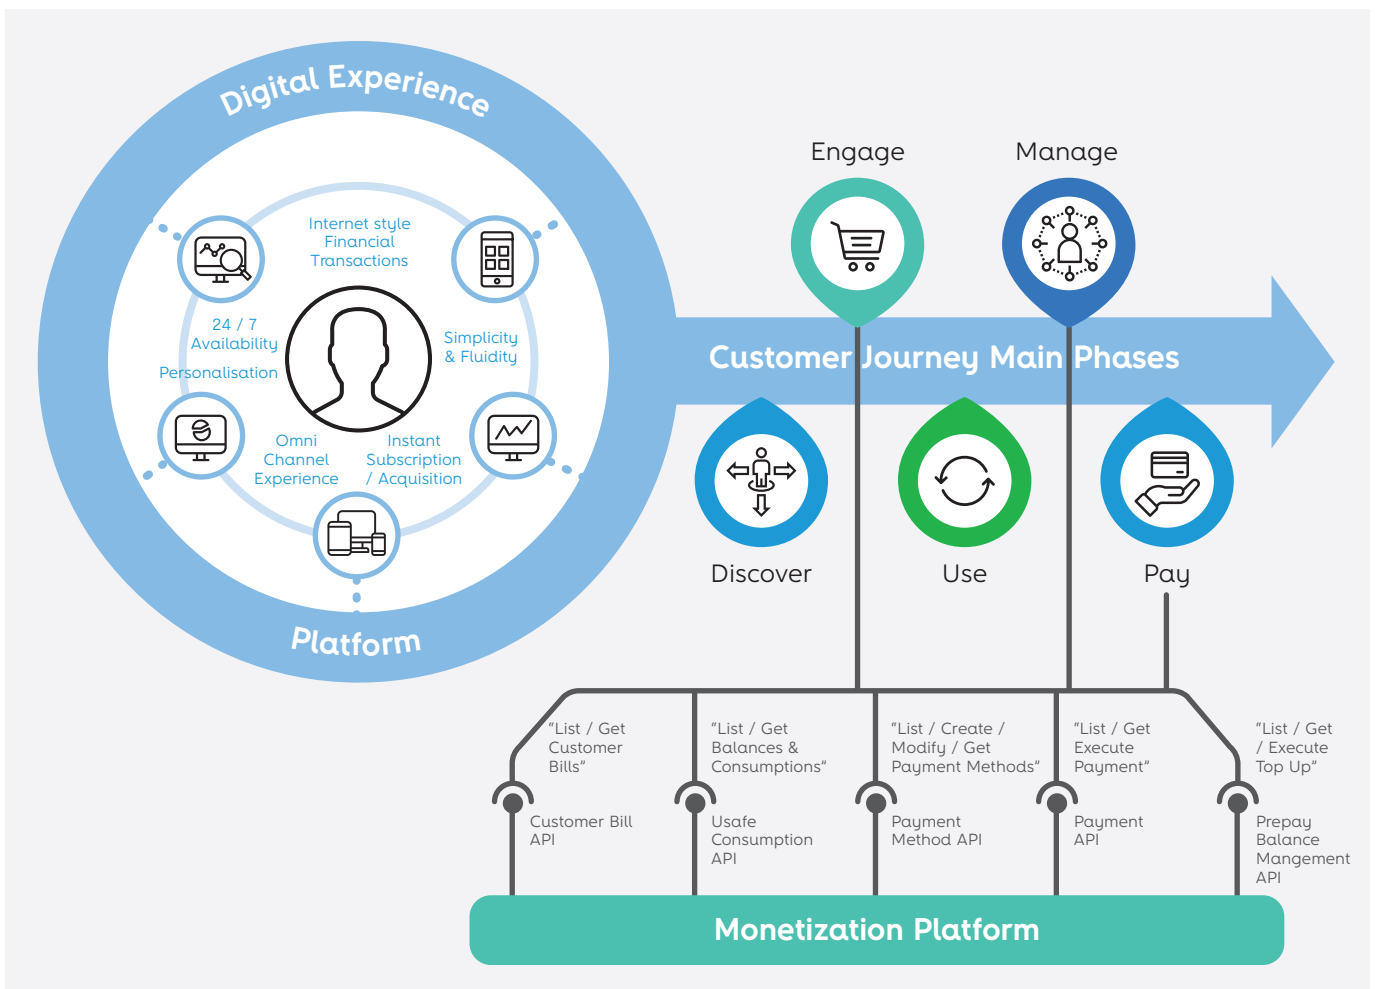 Digital Experience
Platform
Internet style
Financial
Transactions
24 / 7
Availability
Personalisation
Simplicity
& Fluidity
Omni
Channel
Experience
Instant
Subscription
/ Acquisition
Engage
Manage
Customer Journey Main Phases
Discover
Use
Pay
"List / Get
Customer
Bills"
"List / Get
Balances &
Consumptions"
"List / Create /
Modify / Get
Payment Methods"
"List / Get
Execute
Payment"
"List / Get
/ Execute
Top Up"
Customer Bill
API
Usafe
Consumption
API
Payment
Method API
Payment
API
Prepay
Balance
Mangement
API
Monetization Platform